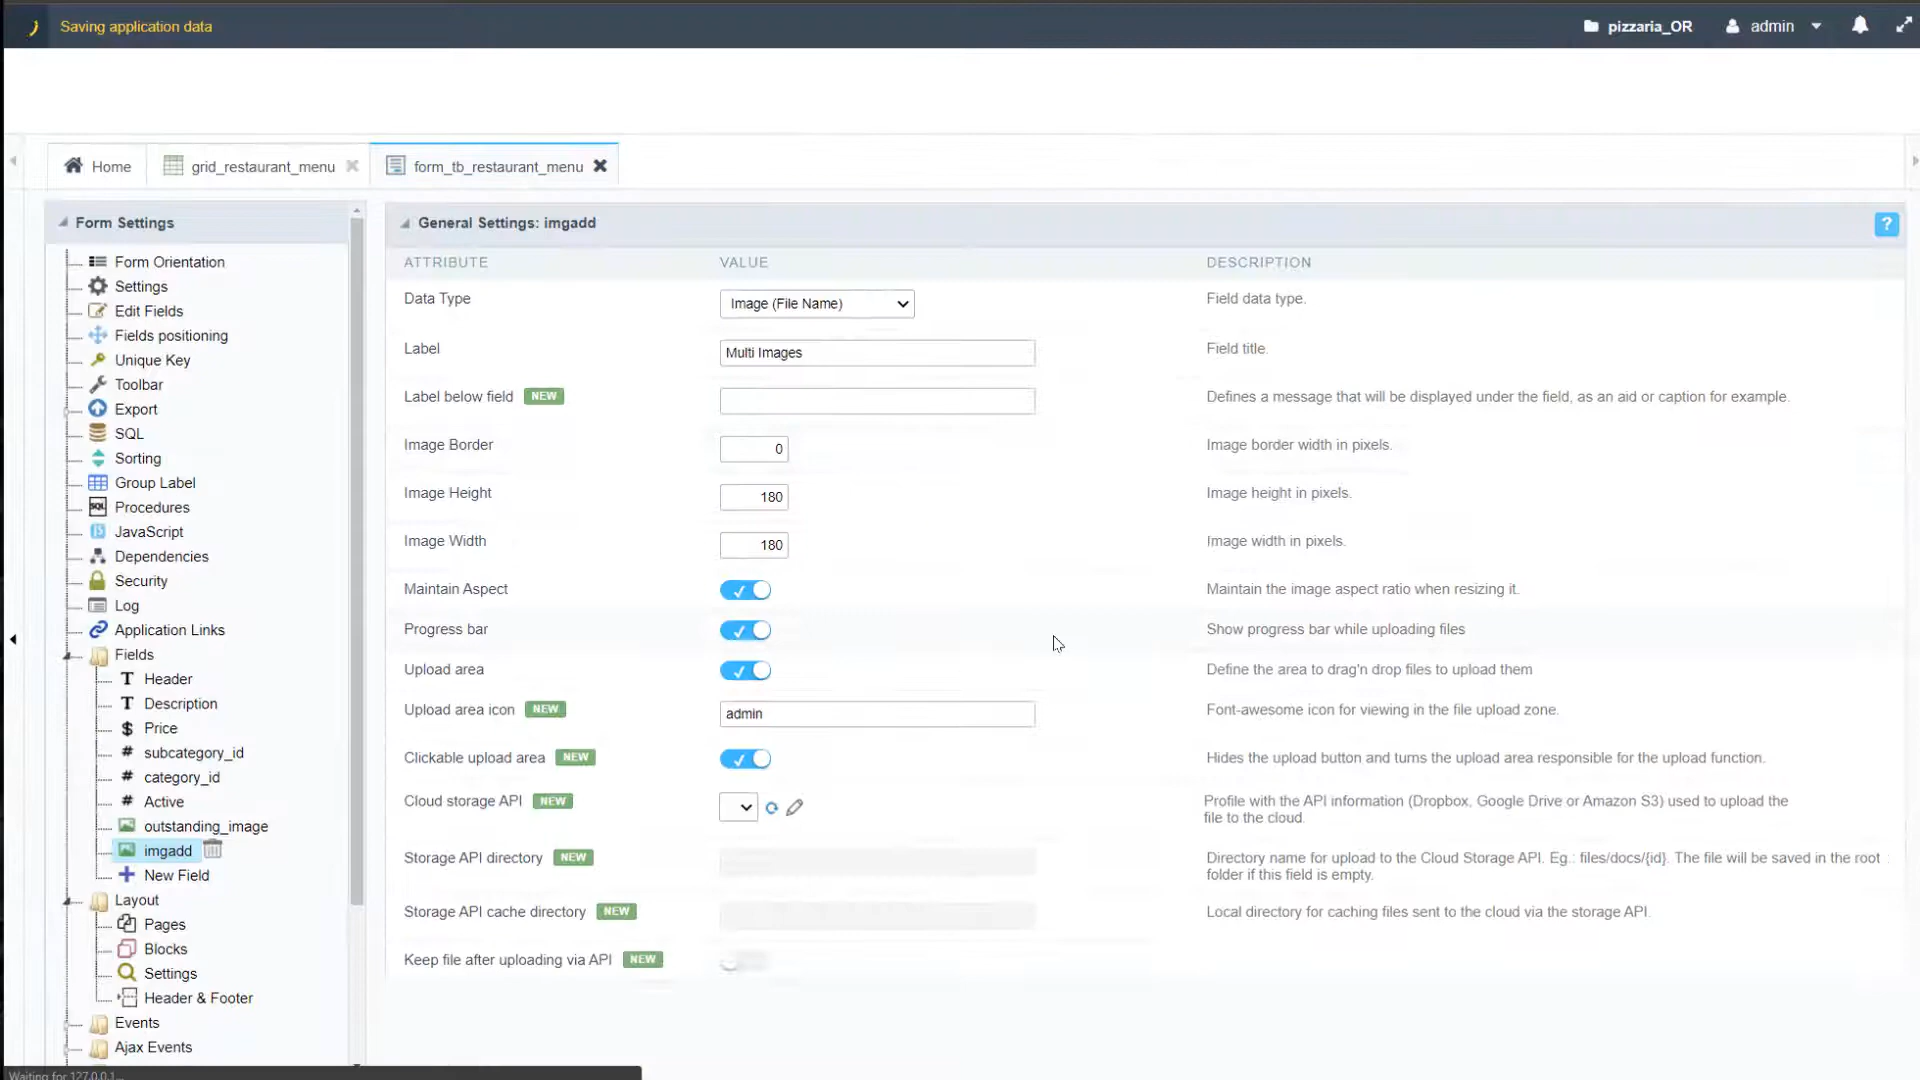 Saving application data
pizzaria_OR
admin
Home
grid_restaurant_menu
form_tb_restaurant_menu
Form Settings
Form Orientation
Settings
Edit Fields
Fields positioning
Unique Key
Toolbar
Export
SQL
Sorting
Group Label
Procedures
JavaScript
Dependencies
Security
Log
Application Links
Fields
Header
Description
Price
subcategory_id
category_id
Active
outstanding_image
imgadd
New Field
Layout
Pages
Blocks
Settings
Header & Footer
Events
Ajax Events
General Settings: imgadd
ATTRIBUTE VALUE DESCRIPTION
Data Type Image (File Name) Field data type.
Label Multi Images Field title.
Label below field NEW Defines a message that will be displayed under the field, as an aid or caption for example.
Image Border 0 Image border width in pixels.
Image Height 180 Image height in pixels.
Image Width 180 Image width in pixels.
Maintain Aspect Maintain the image aspect ratio when resizing it.
Progress bar Show progress bar while uploading files
Upload area Define the area to drag'n drop files to upload them
Upload area icon NEW admin Font-awesome icon for viewing in the file upload zone.
Clickable upload area NEW Hides the upload button and turns the upload area responsible for the upload function.
Cloud storage API NEW Profile with the API information (Dropbox, Google Drive or Amazon S3) used to upload the
file to the cloud.
Storage API directory NEW Directory name for upload to the Cloud Storage API. Eg.: files/docs/{id}. The file will be saved in the root
folder if this field is empty.
Storage API cache directory NEW Local directory for caching files sent to the cloud via the storage API.
Keep file after uploading via API NEW
Waiting for 127.0.0.1...